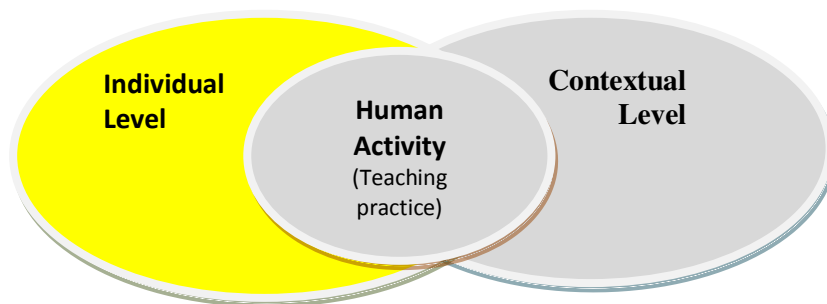 Individual
Level
Human
Activity
(Teaching
practice)
Contextual
Level